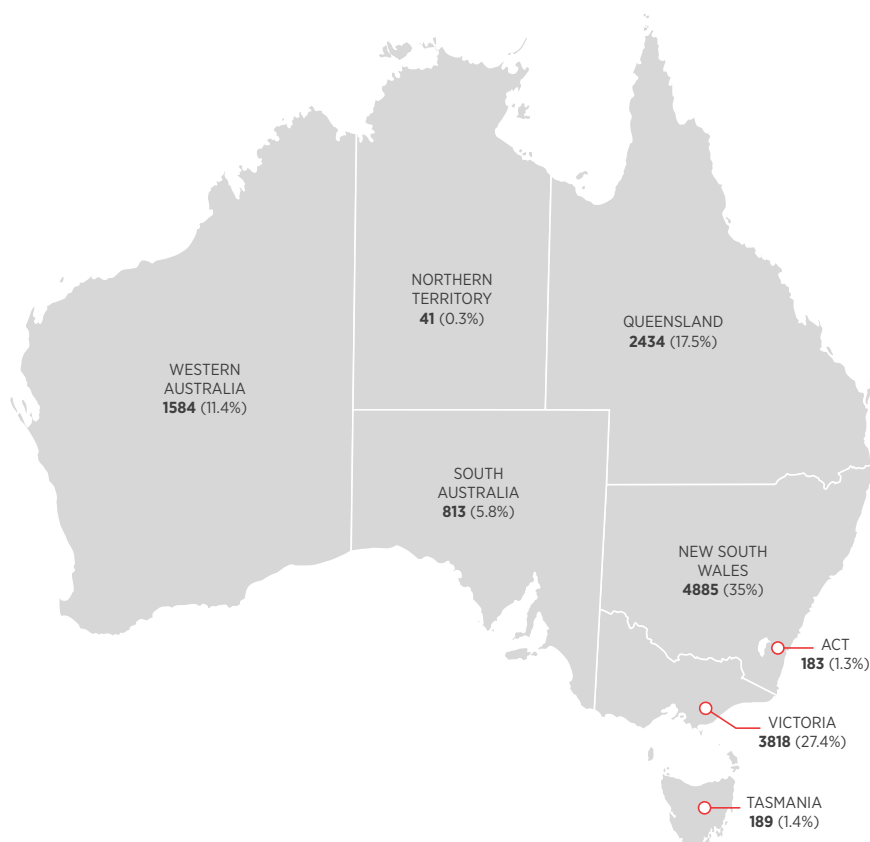 NORTHERN
TERRITORY
41 (0.3%)
QUEENSLAND
2434 (17.5%)
WESTERN
AUSTRALIA
1584 (11.4%)
SOUTH
AUSTRALIA
813 (5.8%)
NEW SOUTH
WALES
4885 (35%)
ACT
183 (1.3%)
VICTORIA
3818 (27.4%)
TASMANIA
189 (1.4%)